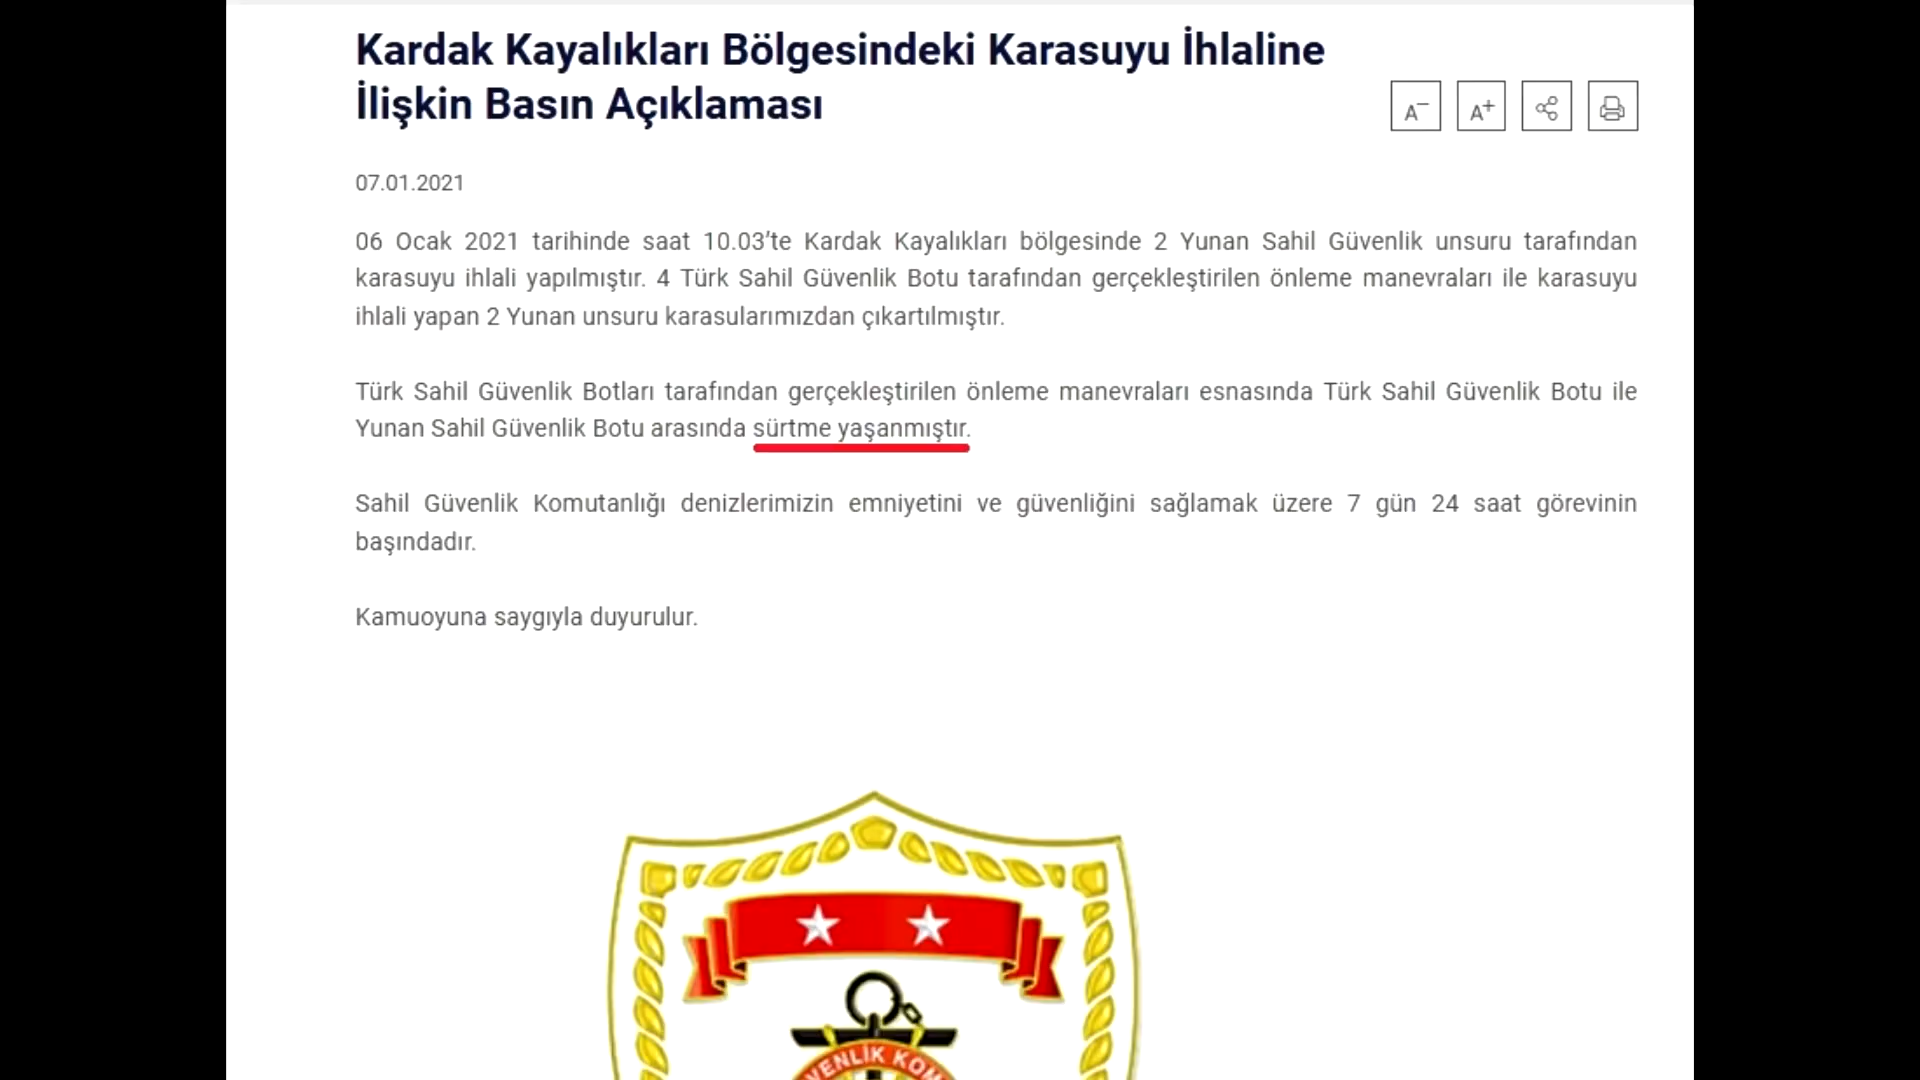 Kardak Kayalıkları Bölgesindeki Karasuyu İhlaline
İlişkin Basın Açıklaması
A− A+
07.01.2021
06 Ocak 2021 tarihinde saat 10.03’te Kardak Kayalıkları bölgesinde 2 Yunan Sahil Güvenlik unsuru tarafından
karasuyu ihlali yapılmıştır. 4 Türk Sahil Güvenlik Botu tarafından gerçekleştirilen önleme manevraları ile karasuyu
ihlali yapan 2 Yunan unsuru karasularımızdan çıkartılmıştır.
Türk Sahil Güvenlik Botları tarafından gerçekleştirilen önleme manevraları esnasında Türk Sahil Güvenlik Botu ile
Yunan Sahil Güvenlik Botu arasında sürtme yaşanmıştır.
Sahil Güvenlik Komutanlığı denizlerimizin emniyetini ve güvenliğini sağlamak üzere 7 gün 24 saat görevinin
başındadır.
Kamuoyuna saygıyla duyurulur.
VENLİK KOM